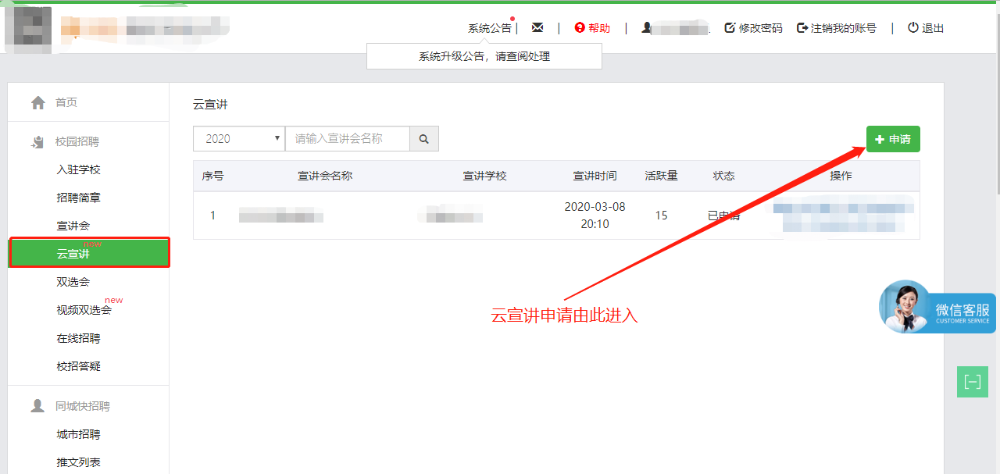 系统公告 | | 帮助 | 修改密码 注销我的账号 | 退出
系统升级公告，请查阅处理
首页
校园招聘
入驻学校
招聘简章
宣讲会
new
云宣讲
双选会
new
视频双选会
在线招聘
校招答疑
同城快招聘
城市招聘
推文列表
云宣讲
2020
请输入宣讲会名称
申请
序号 宣讲会名称 宣讲学校 宣讲时间 活跃量 状态 操作
1 2020-03-08 15 已申请
20:10
云宣讲申请由此进入
微信客服
CUSTOMER SERVICE